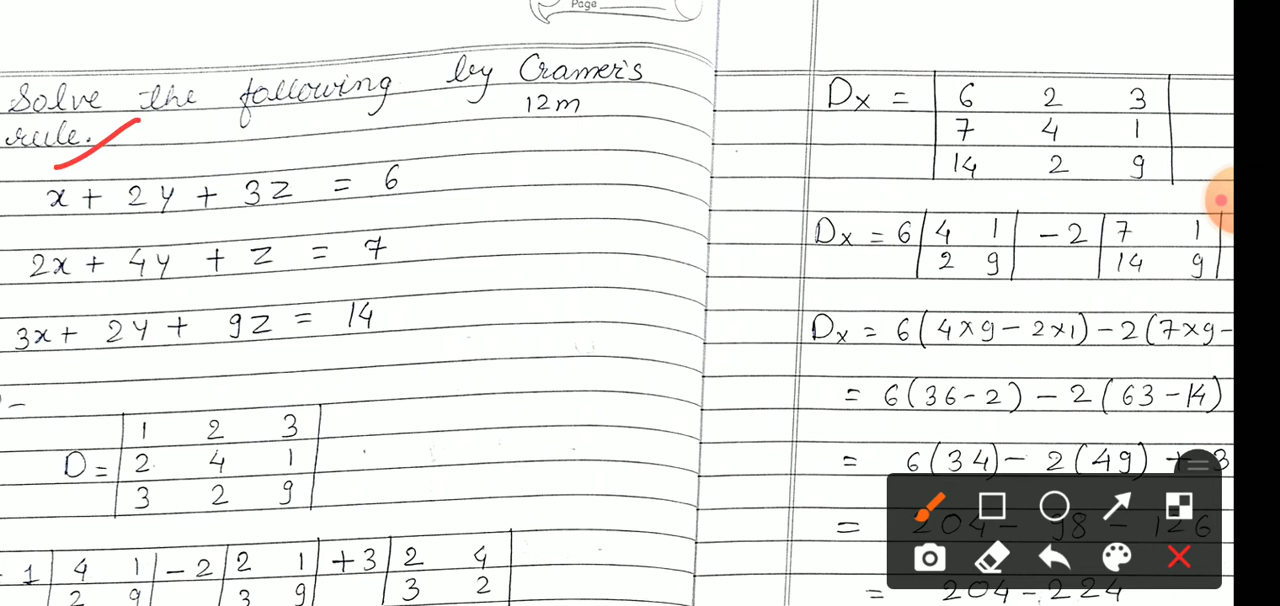 Page
Solve the following by Cramer's
rule. 12m
x + 2y + 3z = 6
2x + 4y + z = 7
3x + 2y + 9z = 14
D = | 1 2 3 |
| 2 4 1 |
| 3 2 9 |
1 | 4 1 | - 2 | 2 1 | + 3 | 2 4
2 9 3 9 3 2
Dx = | 6 2 3 |
| 7 4 1 |
| 14 2 9 |
Dx = 6 | 4 1 | - 2 | 7 1 |
| 2 9 | | 14 9 |
Dx = 6(4×9 - 2×1) - 2(7×9 -
= 6(36-2) - 2(63-14)
= 6(34) - 2(49) + 3
= 204 - 98 - 126
= 204 - 224